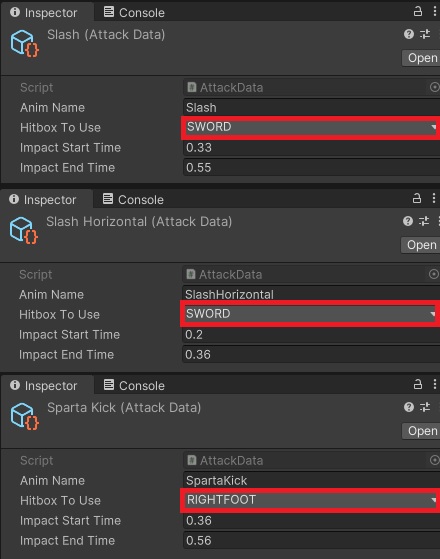 Inspector Console
Slash (Attack Data)
Open
Script AttackData
Anim Name Slash
Hitbox To Use SWORD
Impact Start Time 0.33
Impact End Time 0.55
Inspector Console
Slash Horizontal (Attack Data)
Open
Script AttackData
Anim Name SlashHorizontal
Hitbox To Use SWORD
Impact Start Time 0.2
Impact End Time 0.36
Inspector Console
Sparta Kick (Attack Data)
Open
Script AttackData
Anim Name SpartaKick
Hitbox To Use RIGHTFOOT
Impact Start Time 0.36
Impact End Time 0.56